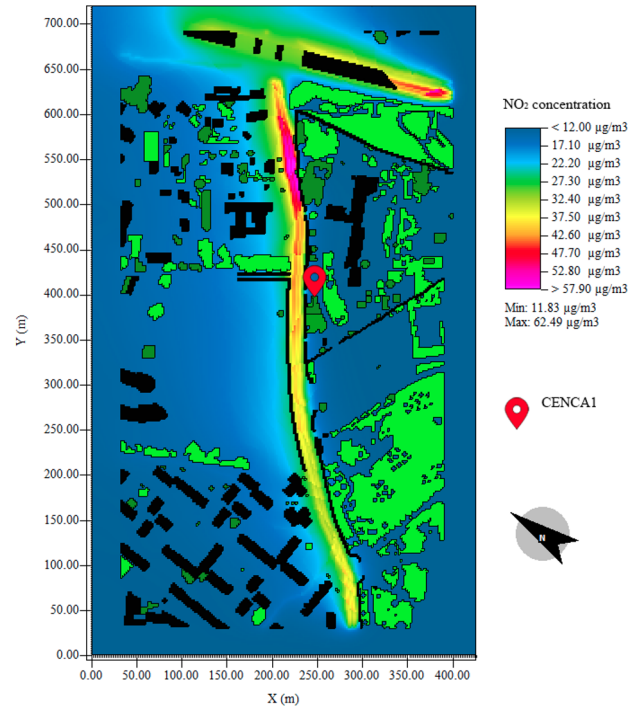 700.00
650.00
600.00
550.00
500.00
450.00
400.00
350.00
300.00
250.00
200.00
150.00
100.00
50.00
0.00
Y (m)
0.00 50.00 100.00 150.00 200.00 250.00 300.00 350.00 400.00
X (m)
NO₂ concentration
< 12.00 µg/m3
17.10 µg/m3
22.20 µg/m3
27.30 µg/m3
32.40 µg/m3
37.50 µg/m3
42.60 µg/m3
47.70 µg/m3
52.80 µg/m3
> 57.90 µg/m3
Min: 11.83 µg/m3
Max: 62.49 µg/m3
CENCA1
N